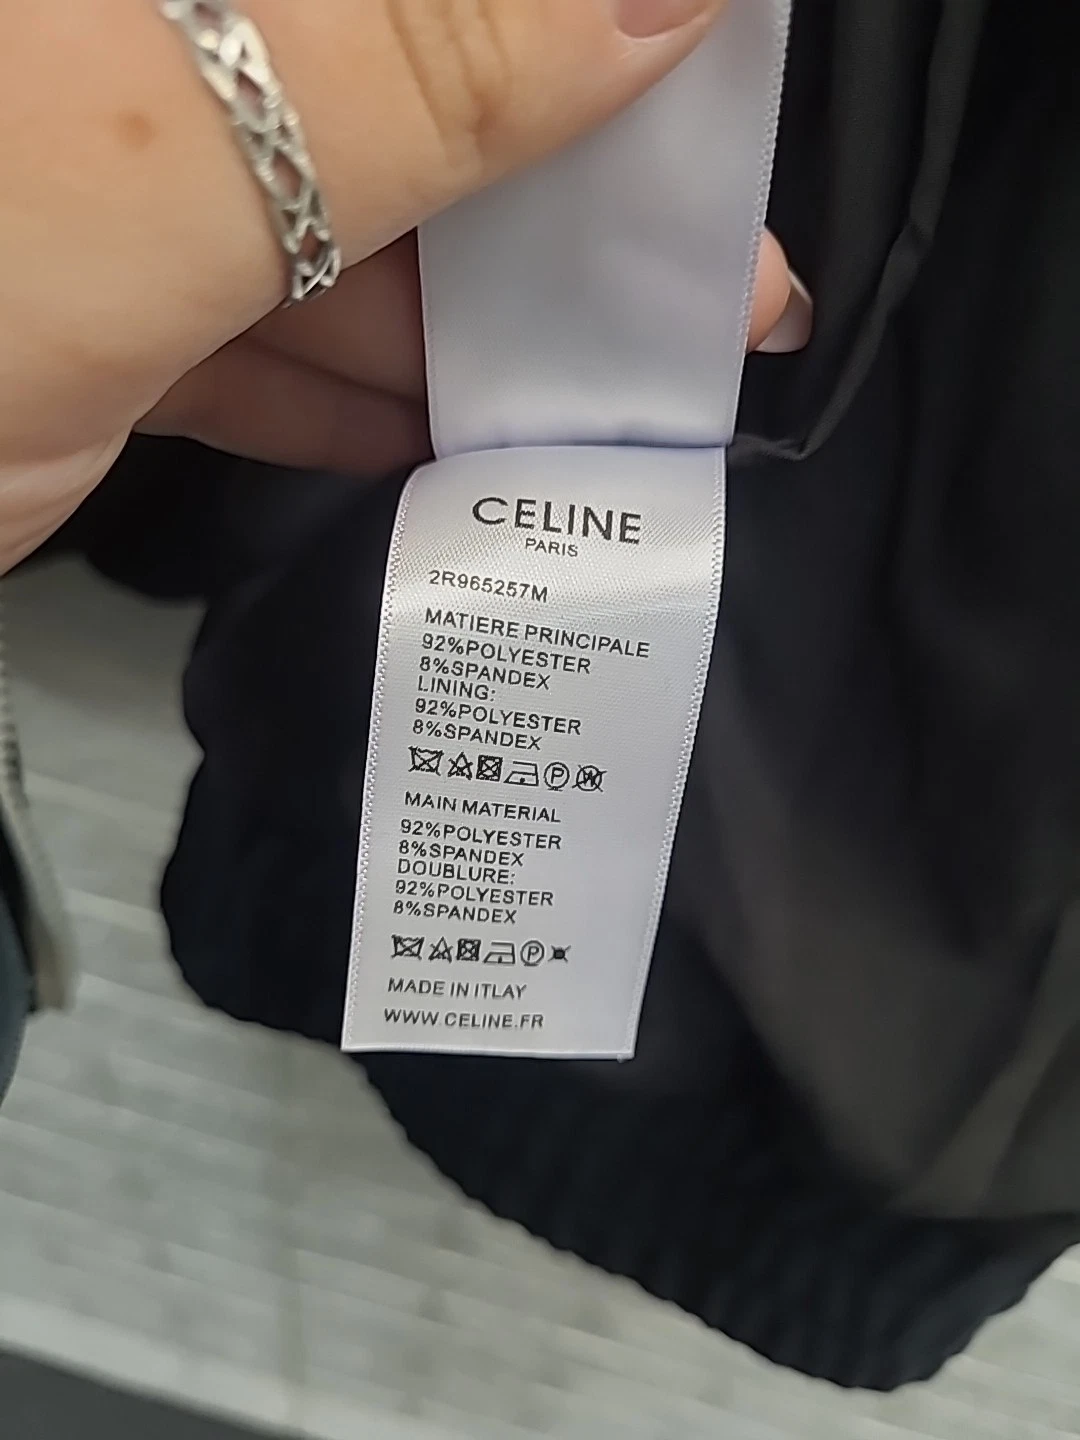 CELINE
PARIS
2R965257M
MATIERE PRINCIPALE
92%POLYESTER
8%SPANDEX
LINING:
92%POLYESTER
8%SPANDEX
P W
MAIN MATERIAL
92%POLYESTER
8%SPANDEX
DOUBLURE:
92%POLYESTER
8%SPANDEX
P
MADE IN ITLAY
WWW.CELINE.FR